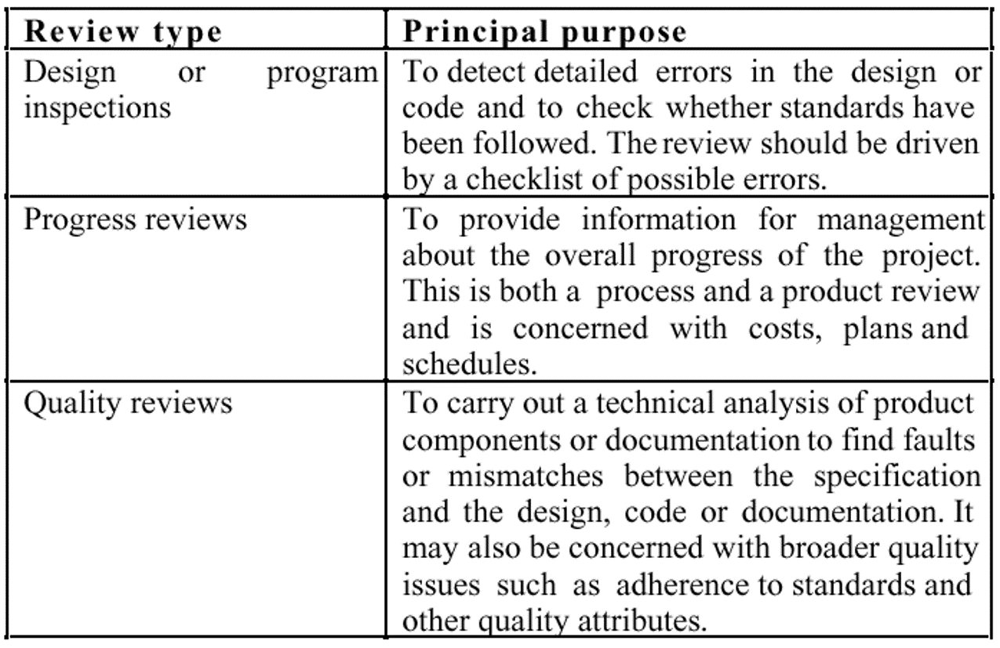 Review type
Principal purpose
Design or program
inspections
To detect detailed errors in the design or
code and to check whether standards have
been followed. The review should be driven
by a checklist of possible errors.
Progress reviews
To provide information for management
about the overall progress of the project.
This is both a process and a product review
and is concerned with costs, plans and
schedules.
Quality reviews
To carry out a technical analysis of product
components or documentation to find faults
or mismatches between the specification
and the design, code or documentation. It
may also be concerned with broader quality
issues such as adherence to standards and
other quality attributes.